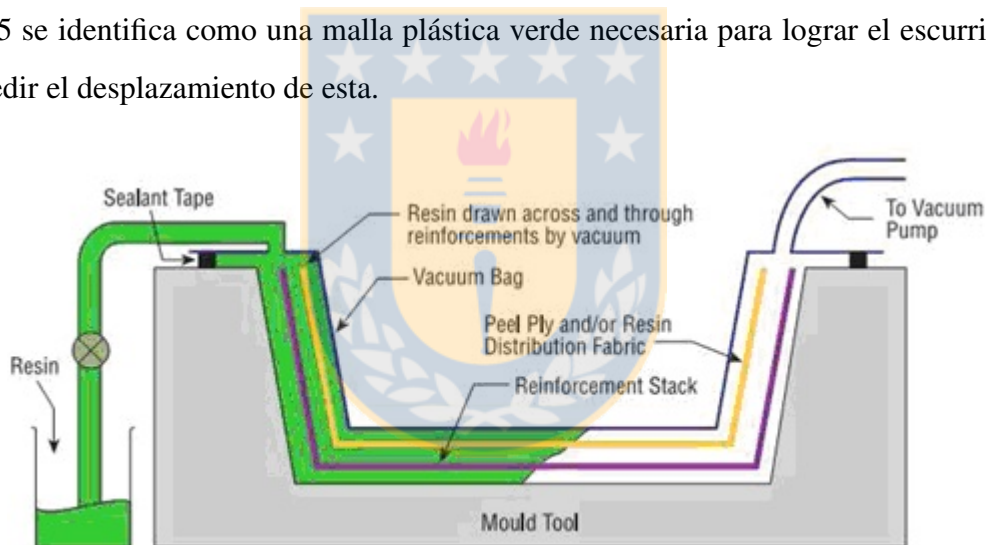 5 se identifica como una malla plástica verde necesaria para lograr el escurri
edir el desplazamiento de esta.
Sealant Tape
Resin drawn across and through
reinforcements by vacuum
To Vacuum
Pump
Vacuum Bag
Peel Ply and/or Resin
Distribution Fabric
Resin
Reinforcement Stack
Mould Tool